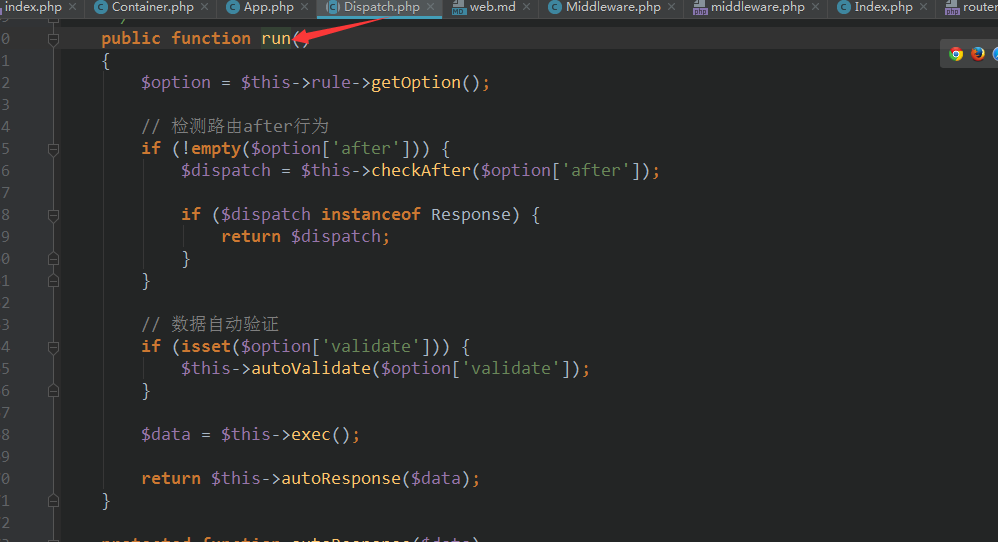 index.php Container.php App.php Dispatch.php web.md Middleware.php middleware.php Index.php router
0 public function run()
1 {
2 $option = $this->rule->getOption();
3
4 // 检测路由after行为
5 if (!empty($option['after'])) {
6 $dispatch = $this->checkAfter($option['after']);
7
8 if ($dispatch instanceof Response) {
9 return $dispatch;
0 }
1 }
2
3 // 数据自动验证
4 if (isset($option['validate'])) {
5 $this->autoValidate($option['validate']);
6 }
7
8 $data = $this->exec();
9
0 return $this->autoResponse($data);
1 }
2
protected function autoResponse($data)